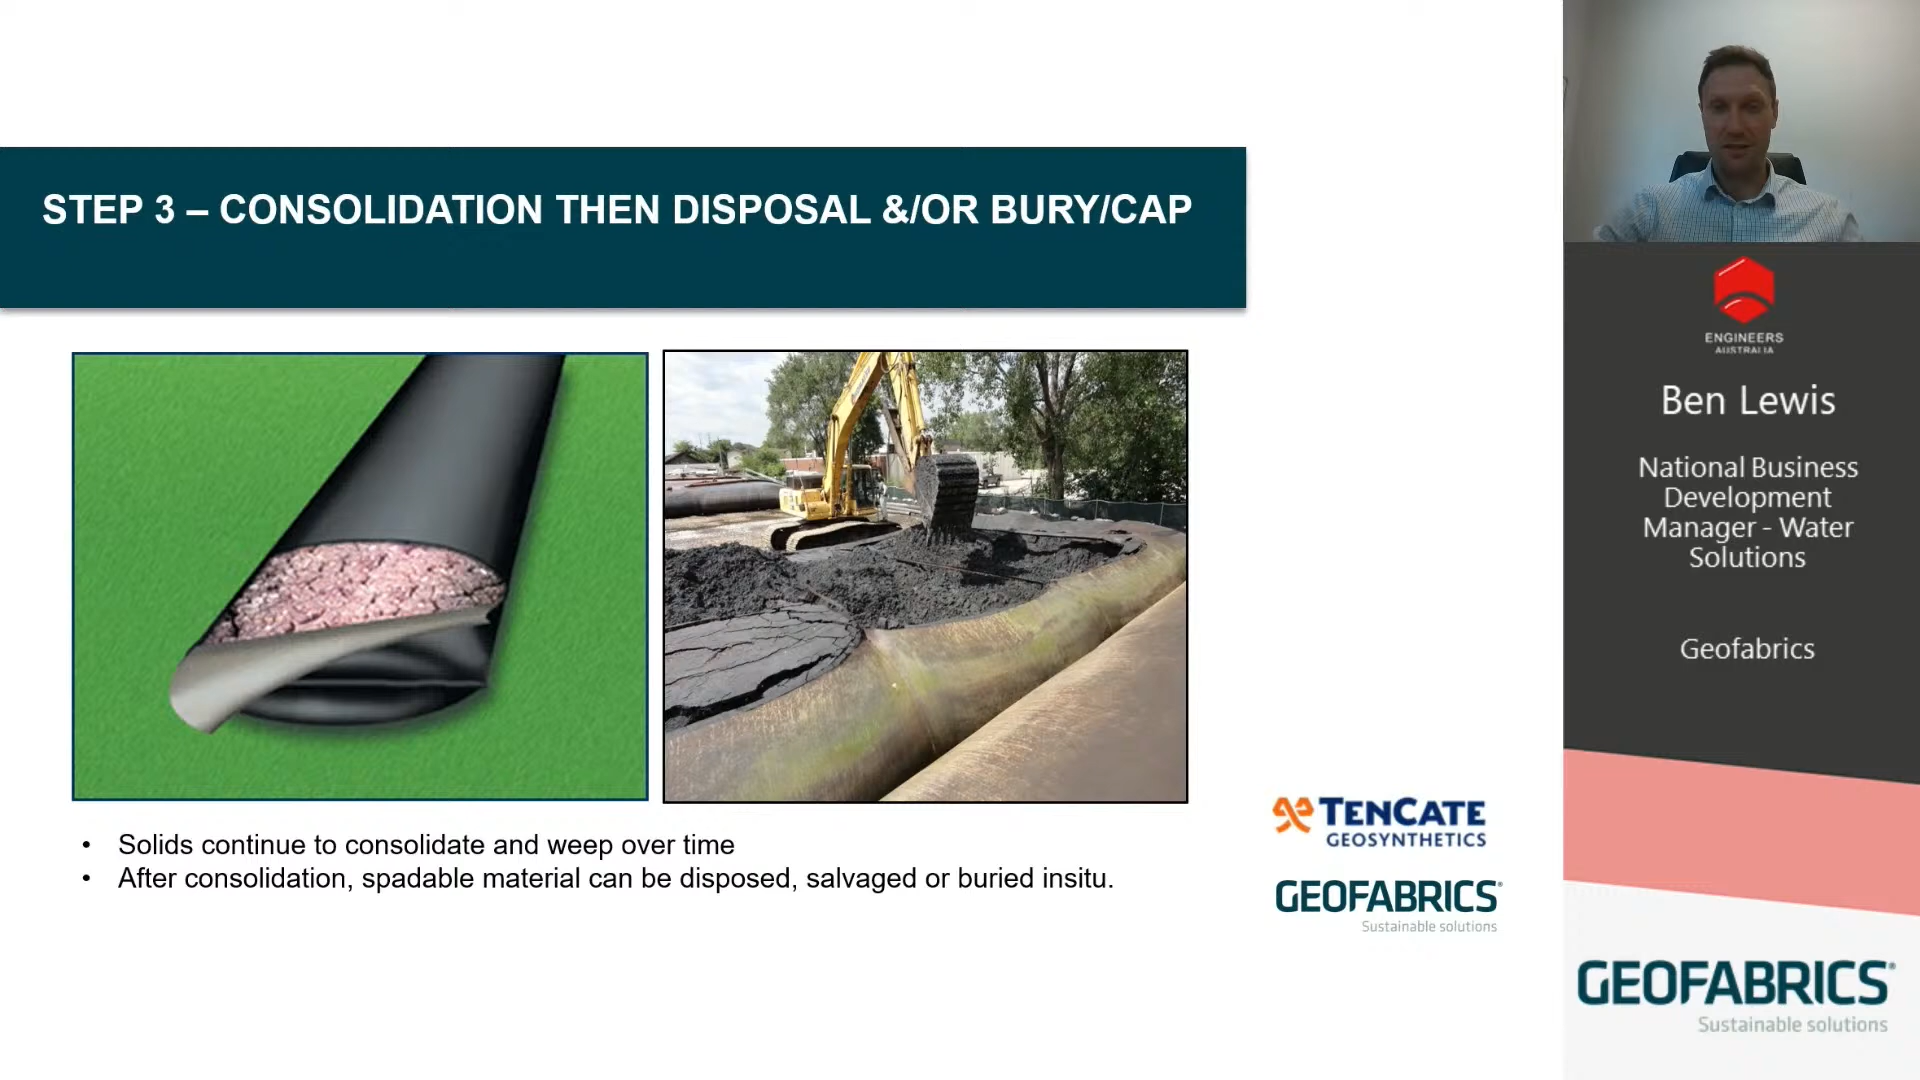 STEP 3 – CONSOLIDATION THEN DISPOSAL &/OR BURY/CAP
• Solids continue to consolidate and weep over time
• After consolidation, spadable material can be disposed, salvaged or buried insitu.
TENCATE
GEOSYNTHETICS
GEOFABRICS®
Sustainable solutions
ENGINEERS
AUSTRALIA
Ben Lewis
National Business
Development
Manager - Water
Solutions
Geofabrics
GEOFABRICS®
Sustainable solutions